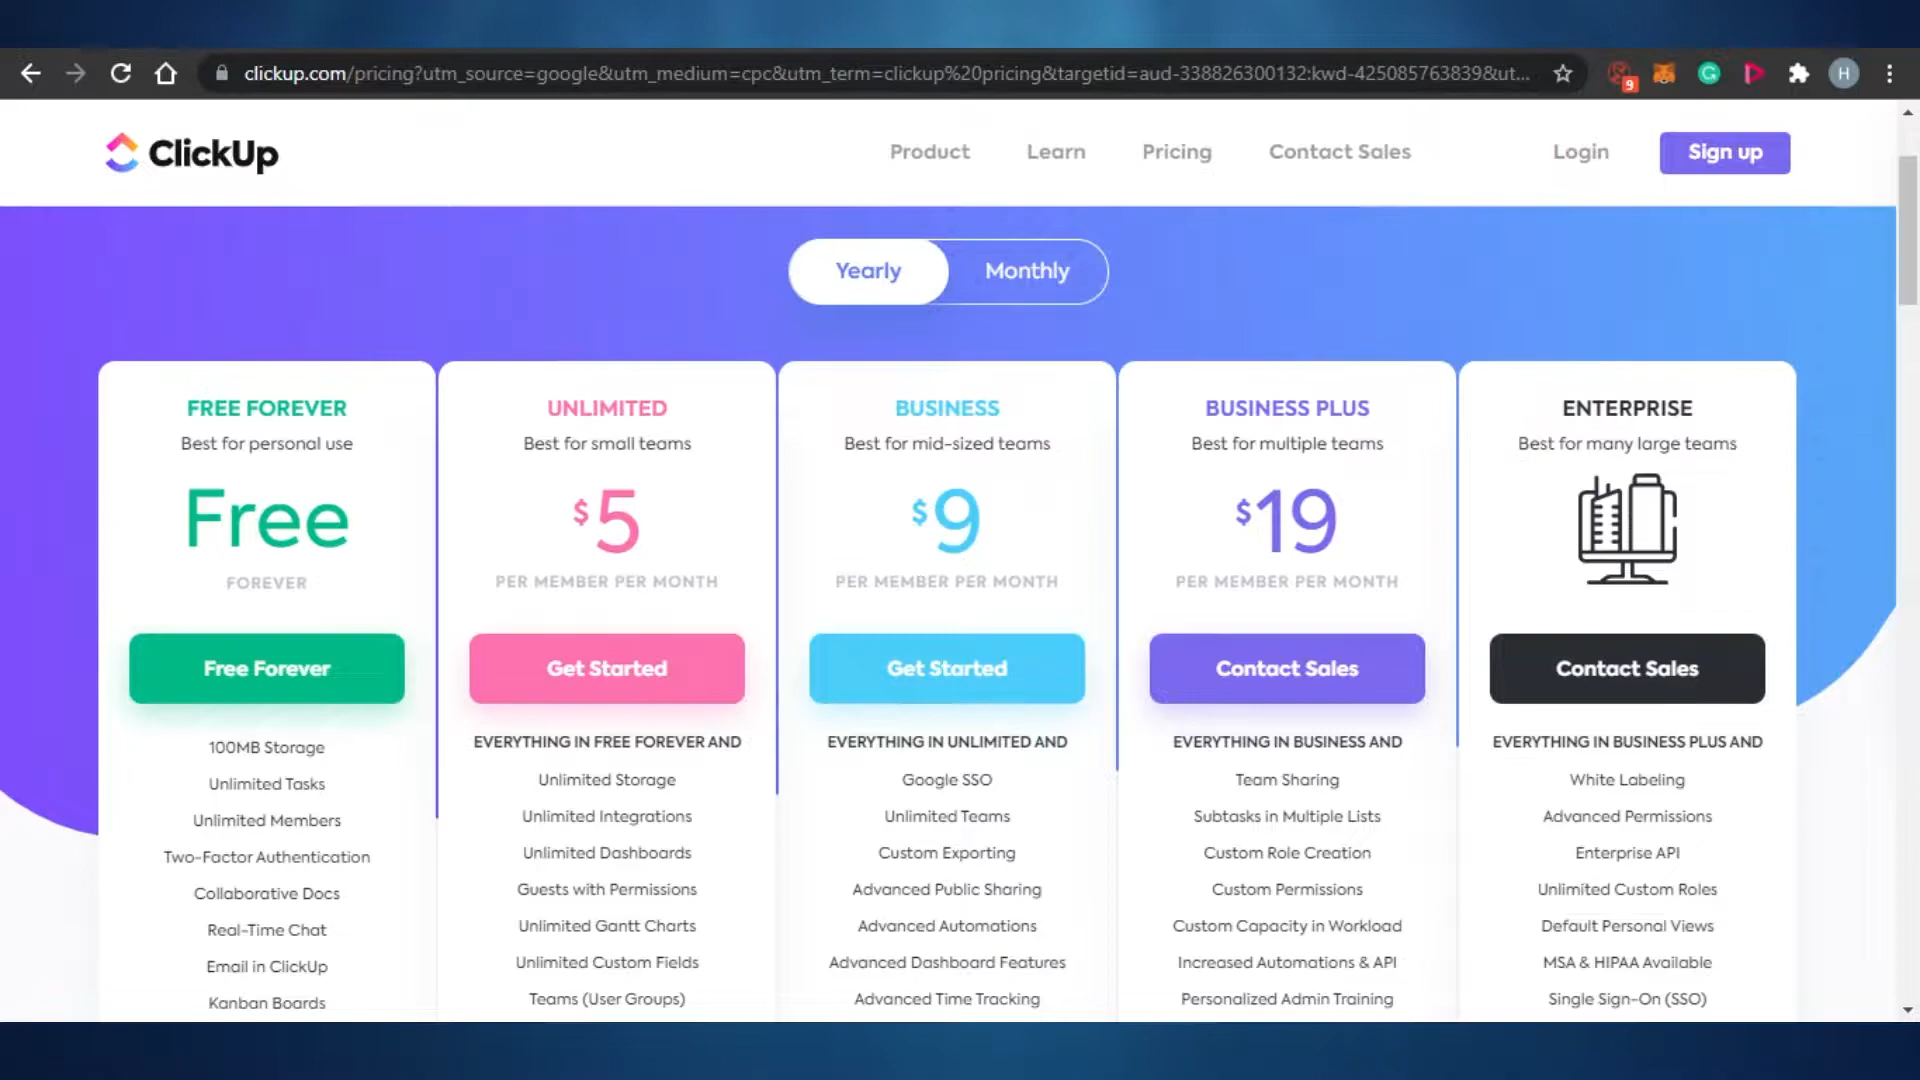 clickup.com/pricing?utm_source=google&utm_medium=cpc&utm_term=clickup%20pricing&targetid=aud-338826300132:kwd-425085763839&ut...
9
H
ClickUp
Product
Learn
Pricing
Contact Sales
Login
Sign up
Yearly
Monthly
FREE FOREVER
Best for personal use
Free
FOREVER
Free Forever
100MB Storage
Unlimited Tasks
Unlimited Members
Two-Factor Authentication
Collaborative Docs
Real-Time Chat
Email in ClickUp
Kanban Boards
UNLIMITED
Best for small teams
$5
PER MEMBER PER MONTH
Get Started
EVERYTHING IN FREE FOREVER AND
Unlimited Storage
Unlimited Integrations
Unlimited Dashboards
Guests with Permissions
Unlimited Gantt Charts
Unlimited Custom Fields
Teams (User Groups)
BUSINESS
Best for mid-sized teams
$9
PER MEMBER PER MONTH
Get Started
EVERYTHING IN UNLIMITED AND
Google SSO
Unlimited Teams
Custom Exporting
Advanced Public Sharing
Advanced Automations
Advanced Dashboard Features
Advanced Time Tracking
BUSINESS PLUS
Best for multiple teams
$19
PER MEMBER PER MONTH
Contact Sales
EVERYTHING IN BUSINESS AND
Team Sharing
Subtasks in Multiple Lists
Custom Role Creation
Custom Permissions
Custom Capacity in Workload
Increased Automations & API
Personalized Admin Training
ENTERPRISE
Best for many large teams
Contact Sales
EVERYTHING IN BUSINESS PLUS AND
White Labeling
Advanced Permissions
Enterprise API
Unlimited Custom Roles
Default Personal Views
MSA & HIPAA Available
Single Sign-On (SSO)